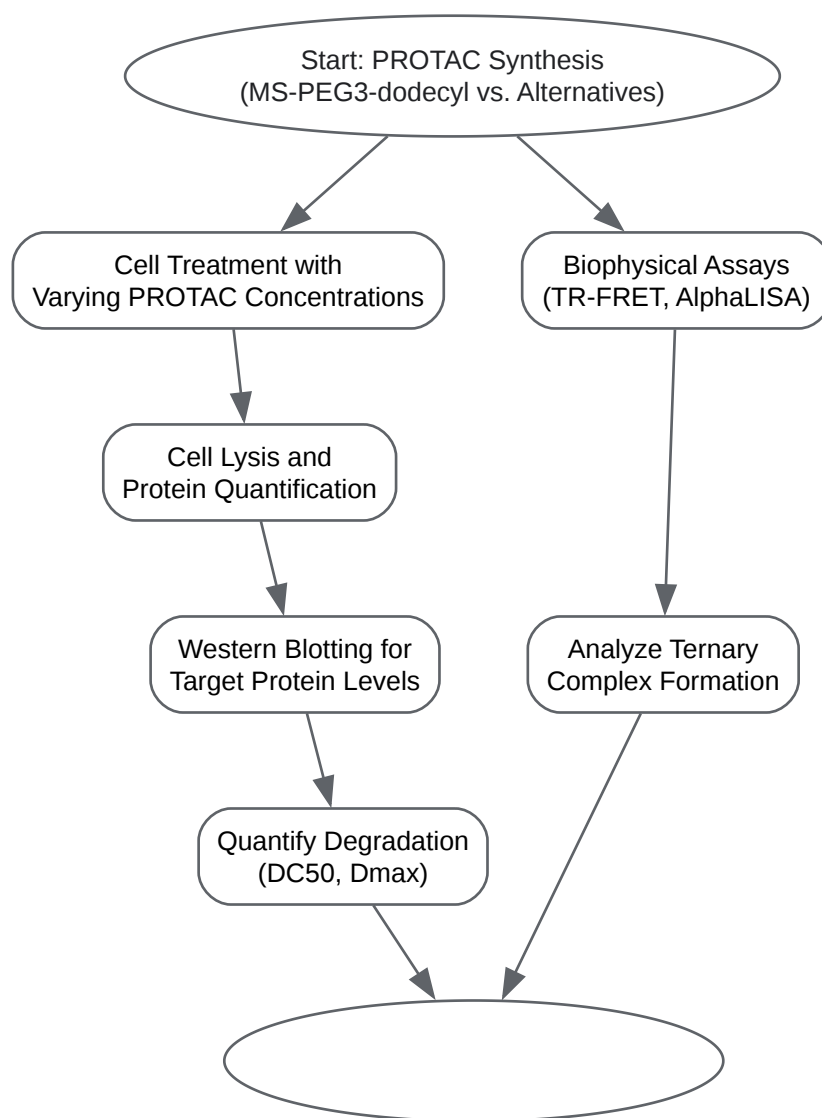 Start: PROTAC Synthesis
(MS-PEG3-dodecyl vs. Alternatives)
Cell Treatment with
Varying PROTAC Concentrations
Biophysical Assays
(TR-FRET, AlphaLISA)
Cell Lysis and
Protein Quantification
Western Blotting for
Target Protein Levels
Analyze Ternary
Complex Formation
Quantify Degradation
(DC50, Dmax)